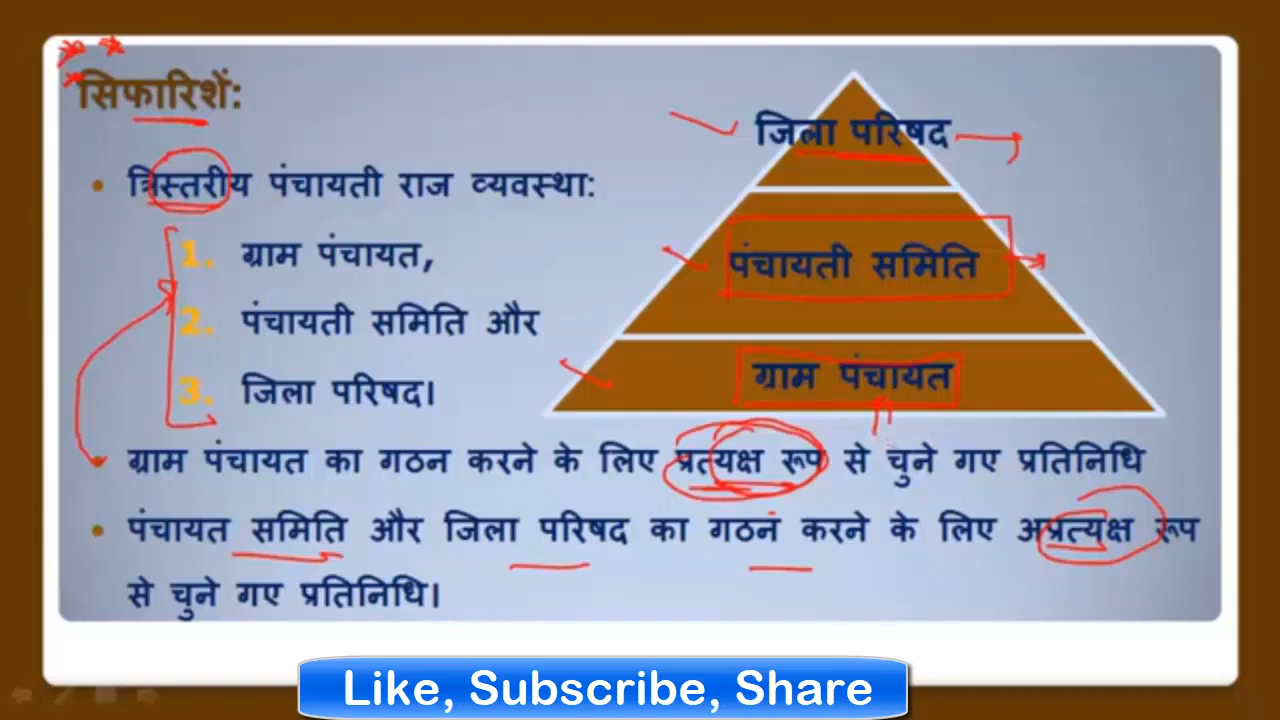 सिफारिशें:
त्रिस्तरीय पंचायती राज व्यवस्था:
1. ग्राम पंचायत,
2. पंचायती समिति और
3. जिला परिषद।
जिला परिषद
पंचायती समिति
ग्राम पंचायत
ग्राम पंचायत का गठन करने के लिए प्रत्यक्ष रूप से चुने गए प्रतिनिधि
पंचायत समिति और जिला परिषद का गठन करने के लिए अप्रत्यक्ष रूप
से चुने गए प्रतिनिधि।
Like, Subscribe, Share